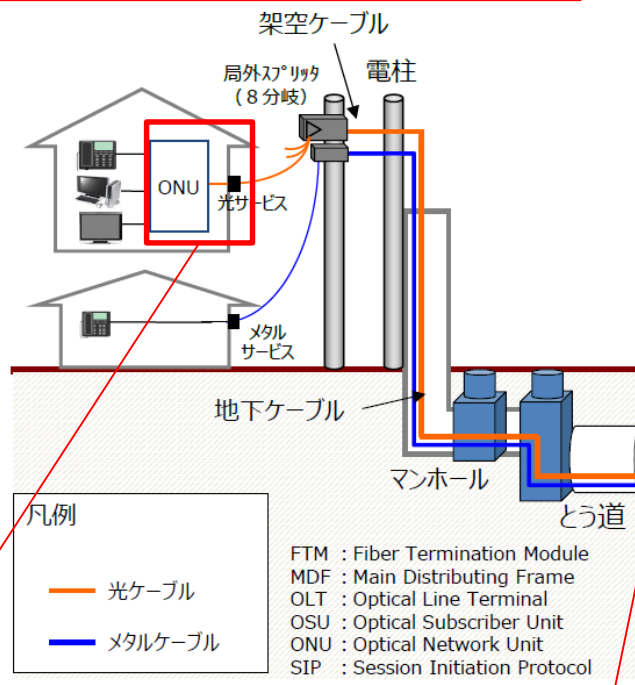 架空ケーブル
局外ｽﾌﾟﾘｯﾀ
（８分岐）
電柱
ONU
光サービス
メタル
サービス
地下ケーブル
マンホール
とう道
凡例
光ケーブル
メタルケーブル
FTM : Fiber Termination Module
MDF : Main Distributing Frame
OLT : Optical Line Terminal
OSU : Optical Subscriber Unit
ONU : Optical Network Unit
SIP : Session Initiation Protocol